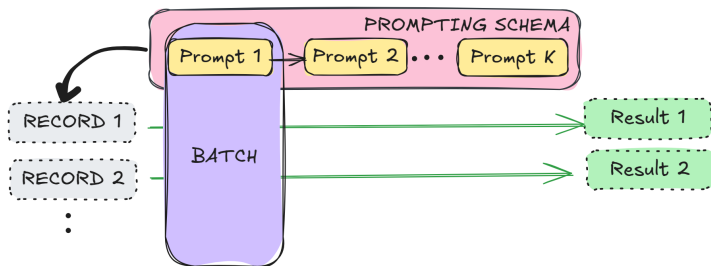 PROMPTING SCHEMA
Prompt 1
Prompt 2
Prompt K
RECORD 1
Result 1
BATCH
RECORD 2
Result 2